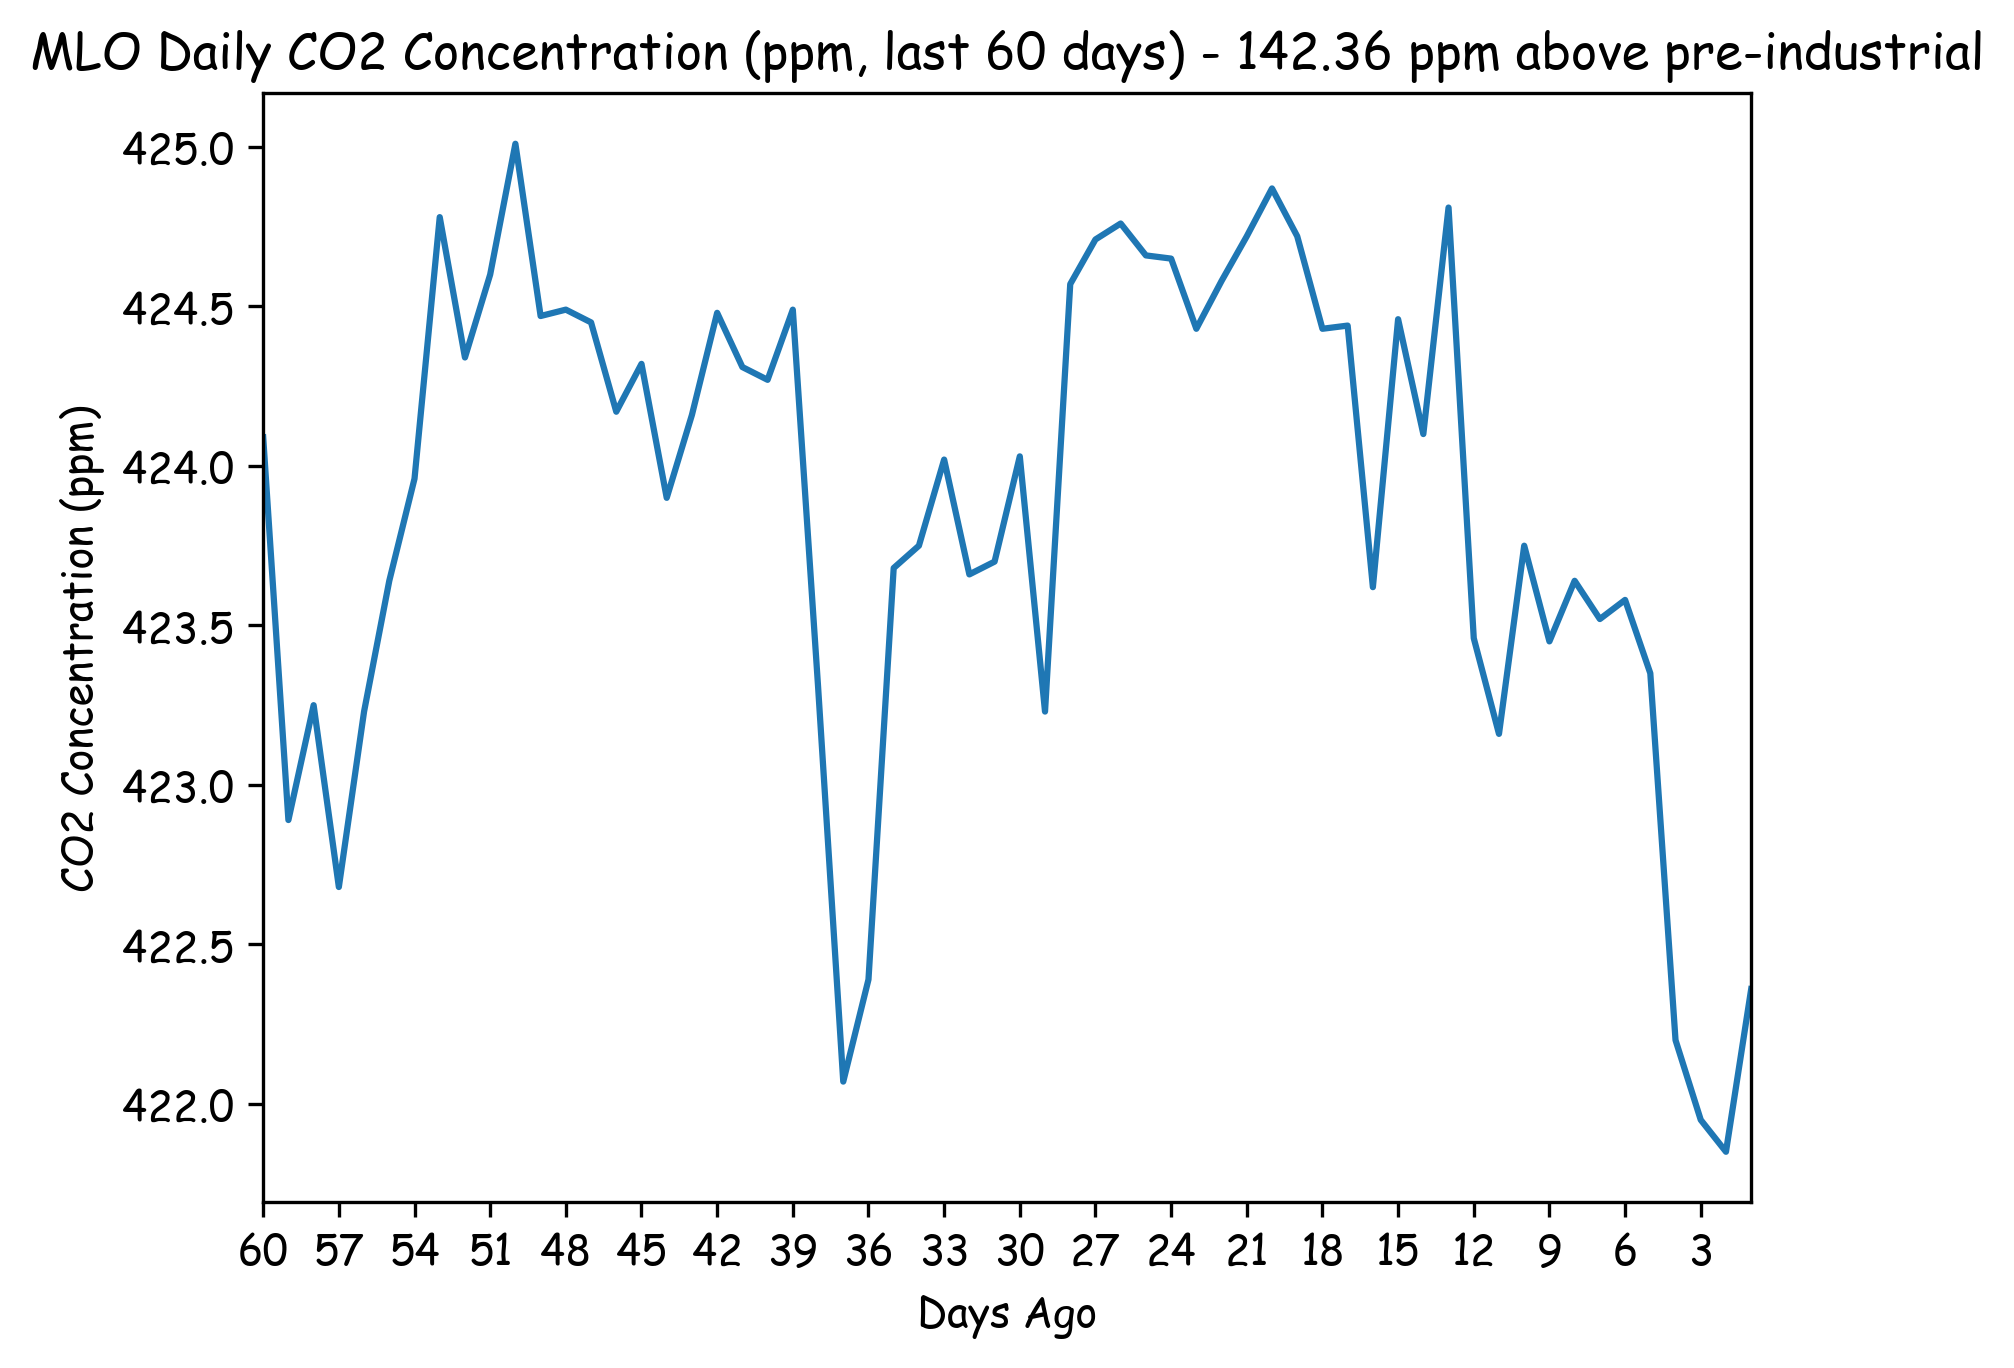 MLO Daily CO2 Concentration (ppm, last 60 days) - 142.36 ppm above pre-industrial
CO2 Concentration (ppm)
425.0
424.5
424.0
423.5
423.0
422.5
422.0
60 57 54 51 48 45 42 39 36 33 30 27 24 21 18 15 12 9 6 3
Days Ago